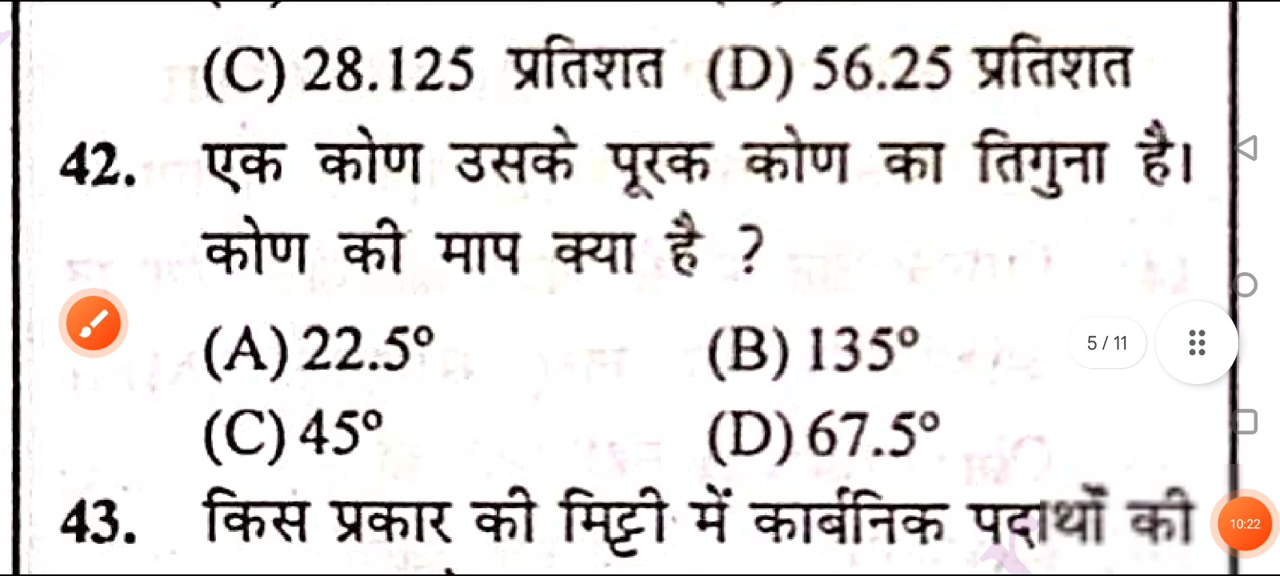 (C) 28.125 प्रतिशत (D) 56.25 प्रतिशत
42. एक कोण उसके पूरक कोण का तिगुना है।
कोण की माप क्या है ?
(A) 22.5° (B) 135°
5 / 11
(C) 45° (D) 67.5°
43. किस प्रकार की मिट्टी में कार्बनिक पदार्थों की
10:22